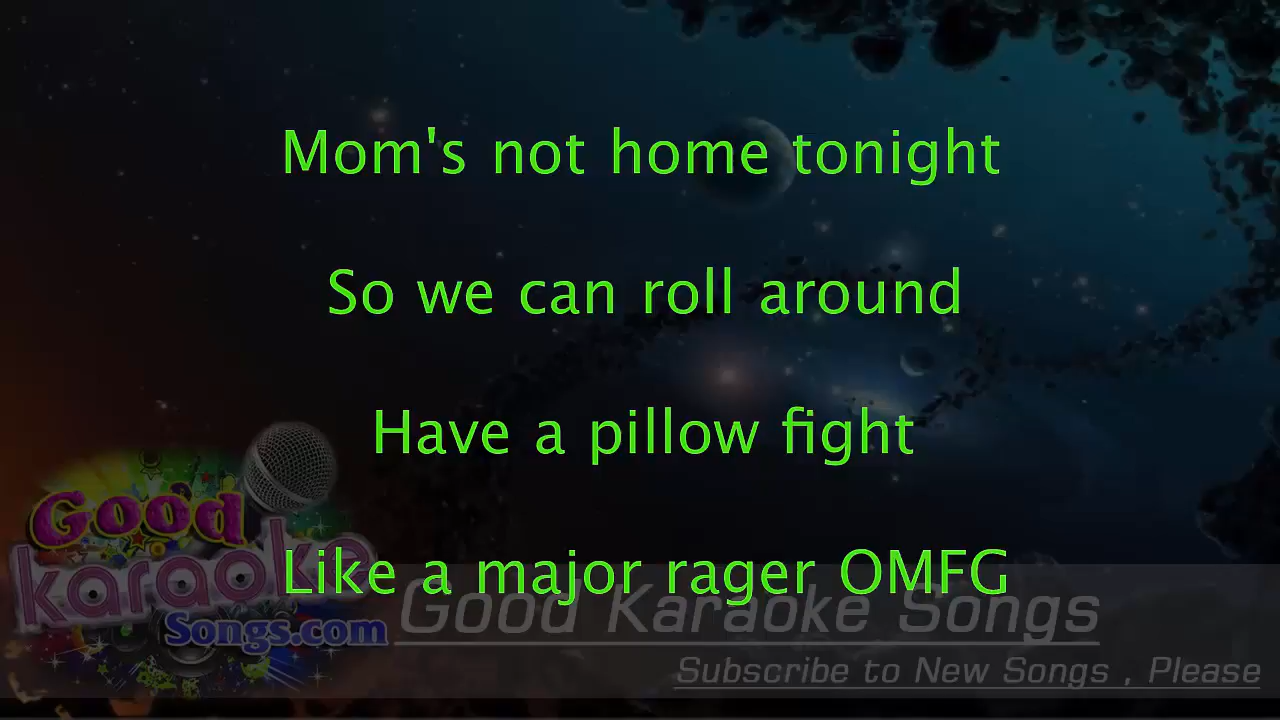 Mom's not home tonight
So we can roll around
Have a pillow fight
Like a major rager OMFG
Good
karaoke
Songs.com
Good Karaoke Songs
Subscribe to New Songs , Please